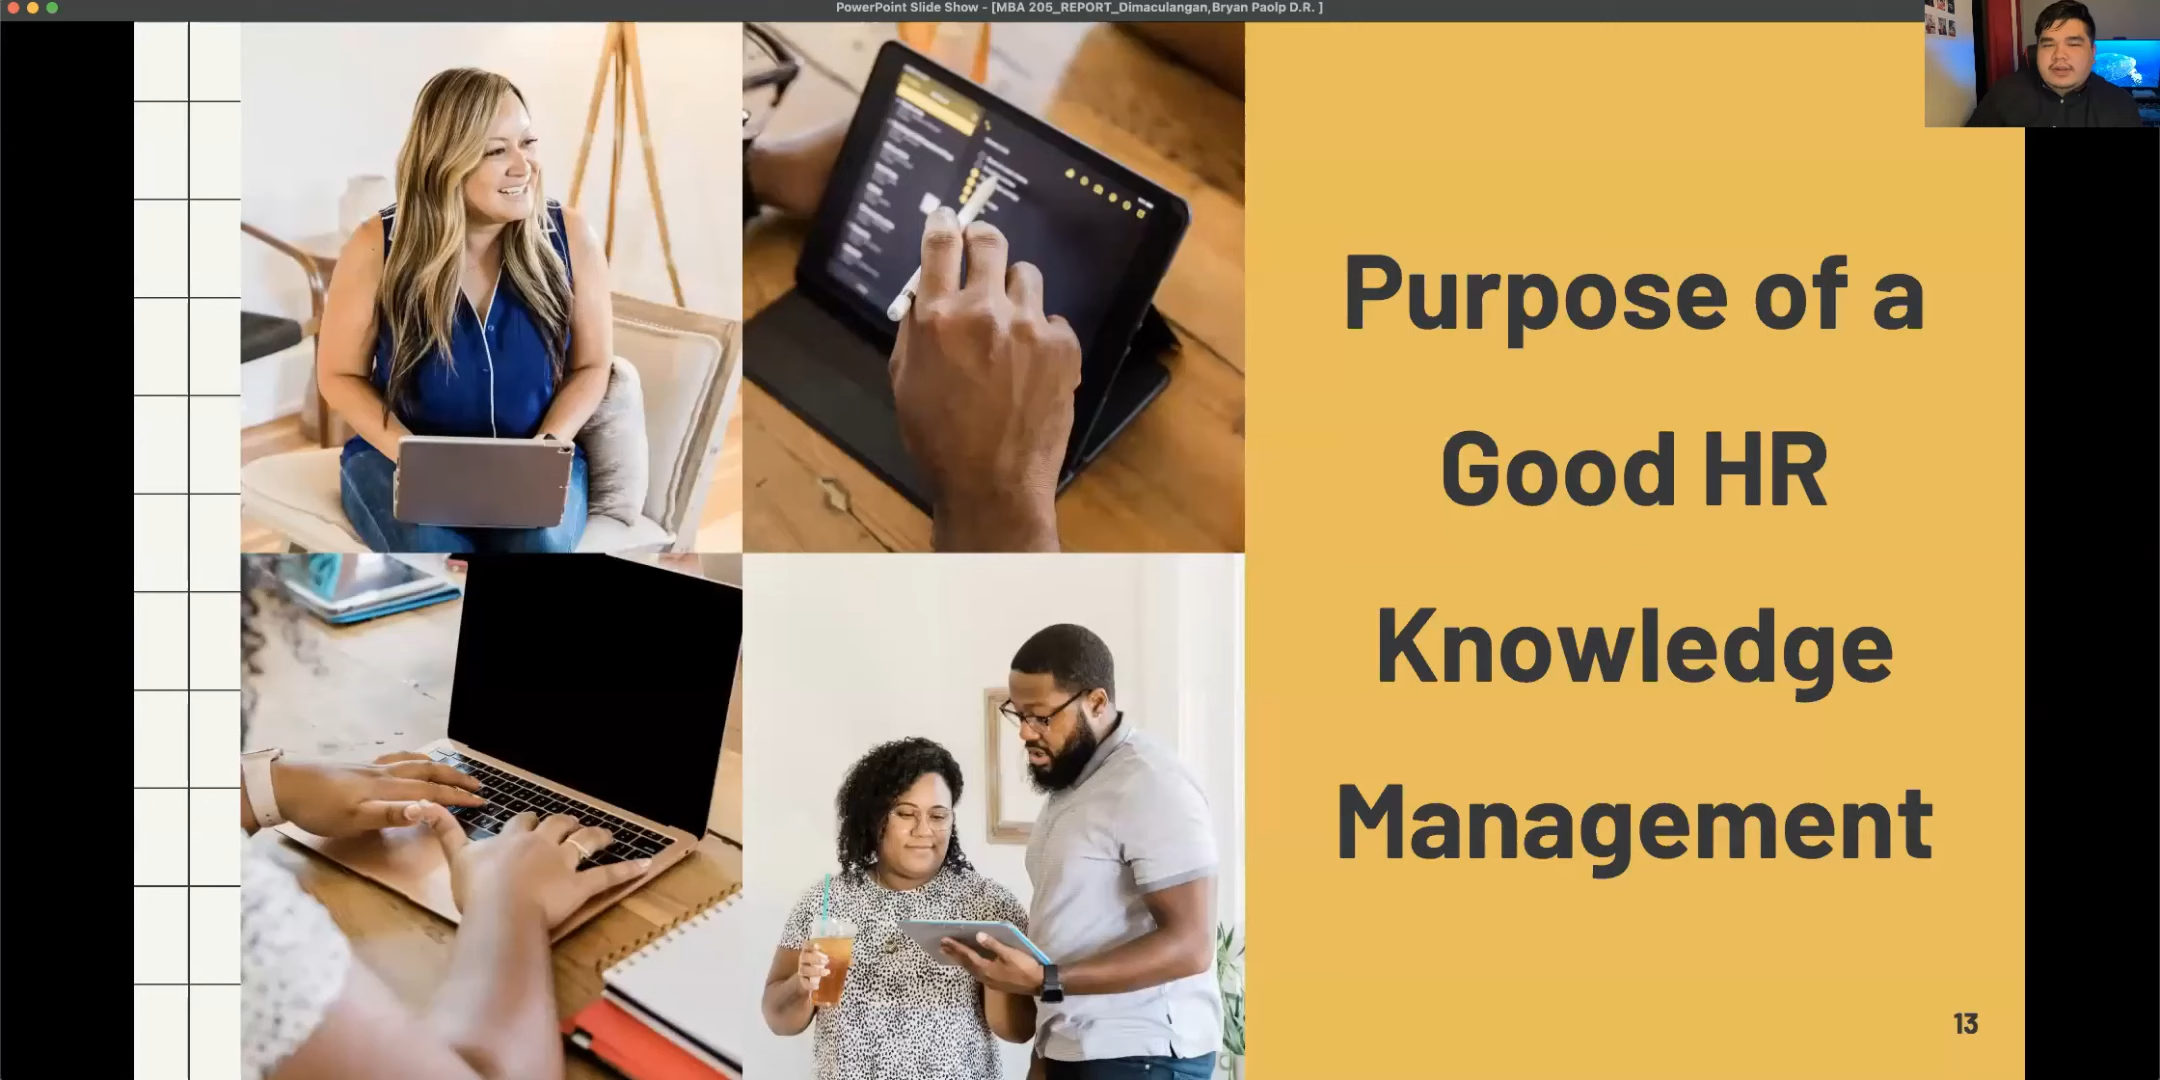 PowerPoint Slide Show - [MBA 205_REPORT_Dimaculangan,Bryan Paolp D.R. ]
Purpose of a
Good HR
Knowledge
Management
13